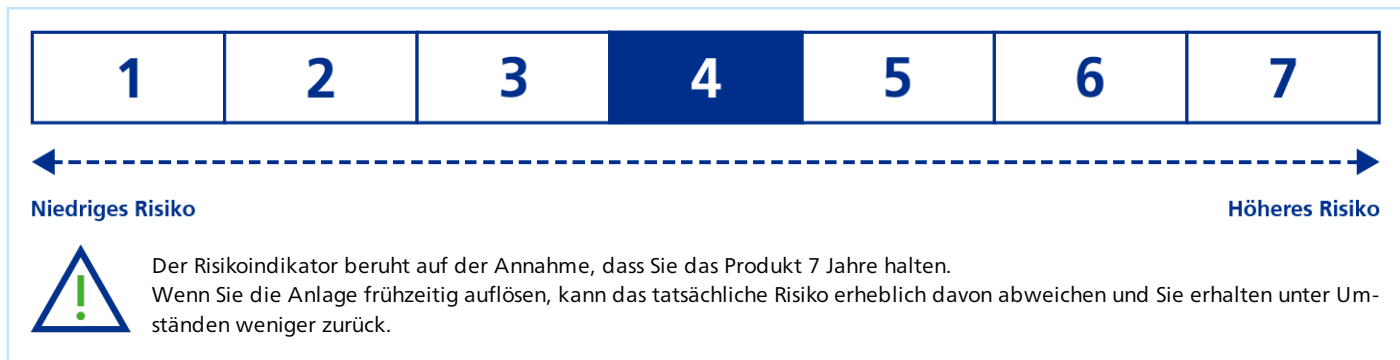 1 2 3 4 5 6 7
Niedriges Risiko Höheres Risiko
Der Risikoindikator beruht auf der Annahme, dass Sie das Produkt 7 Jahre halten.
Wenn Sie die Anlage frühzeitig auflösen, kann das tatsächliche Risiko erheblich davon abweichen und Sie erhalten unter Um-
ständen weniger zurück.